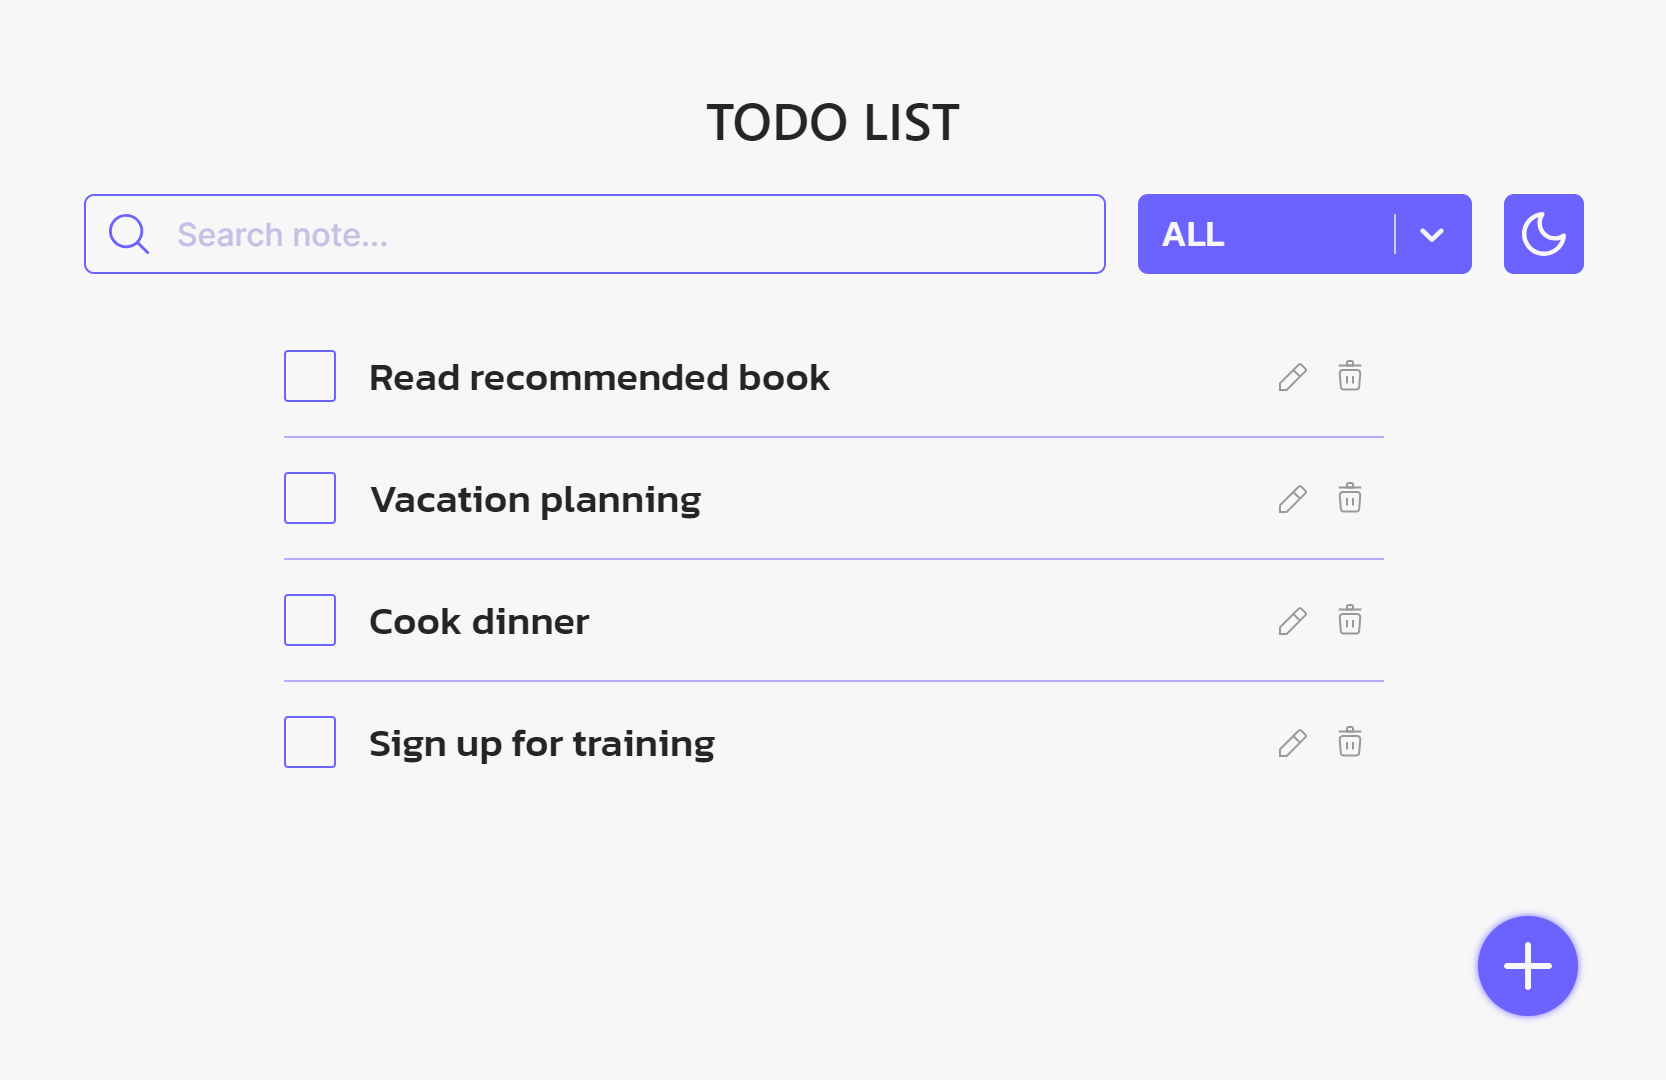 TODO LIST
Search note...
ALL
Read recommended book
Vacation planning
Cook dinner
Sign up for training